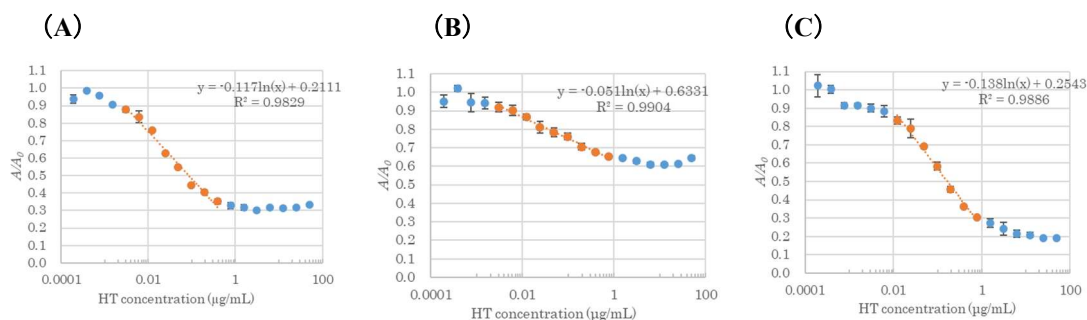 (A)
y = -0.117ln(x) + 0.2111
R² = 0.9829
A/A₀
1.1
1.0
0.9
0.8
0.7
0.6
0.5
0.4
0.3
0.2
0.1
0.0
0.0001 0.01 1 100
HT concentration (µg/mL)
(B)
y = -0.051ln(x) + 0.6331
R² = 0.9904
A/A₀
1.1
1.0
0.9
0.8
0.7
0.6
0.5
0.4
0.3
0.2
0.1
0.0
0.0001 0.01 1 100
HT concentration (µg/mL)
(C)
y = -0.138ln(x) + 0.2543
R² = 0.9886
A/A₀
1.1
1.0
0.9
0.8
0.7
0.6
0.5
0.4
0.3
0.2
0.1
0.0
0.0001 0.01 1 100
HT concentration (µg/mL)